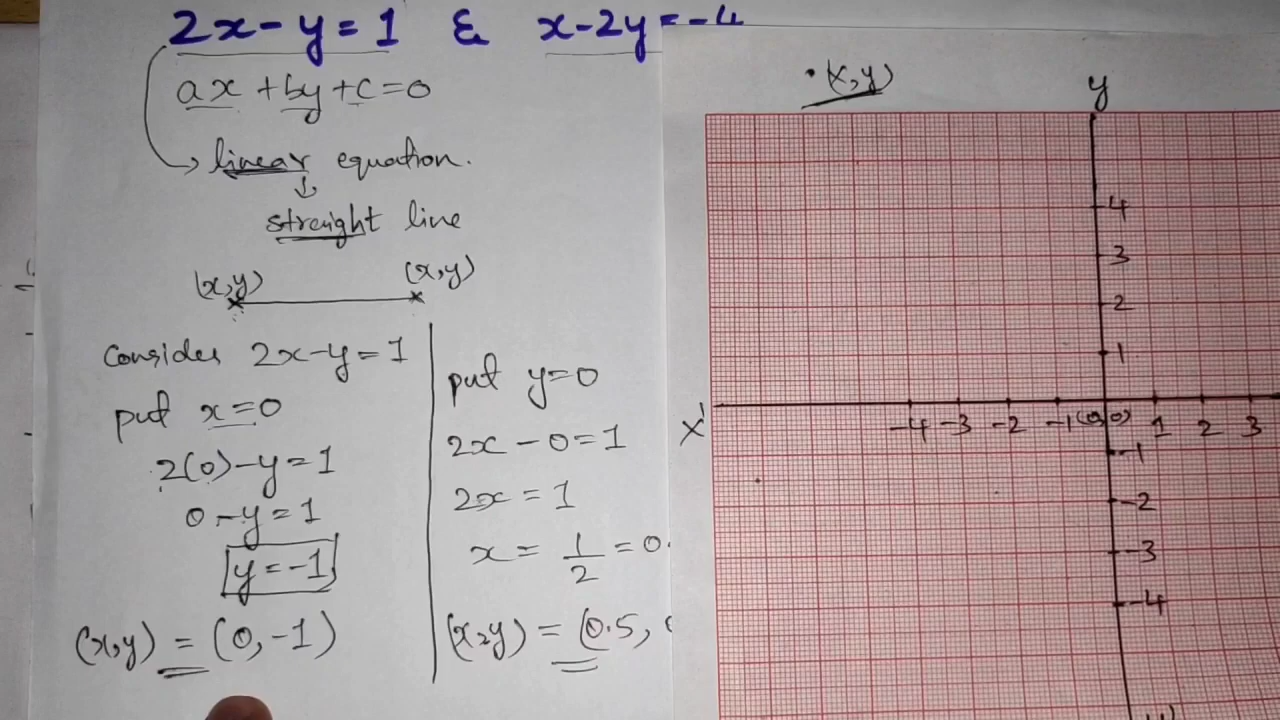 2x-y=1 & x-2y=-4
ax+by+c=0
linear equation.
straight line
(x,y) (x,y)
Consider 2x-y=1
put x=0
2(0)-y=1
0-y=1
y=-1
(x,y) = (0,-1)
put y=0
2x-0=1
2x=1
x=1/2=0.
(x,y) = (0.5,
(x,y)
y
4
3
2
1
x' -4 -3 -2 -1 (0,0) 1 2 3
-1
-2
-3
-4